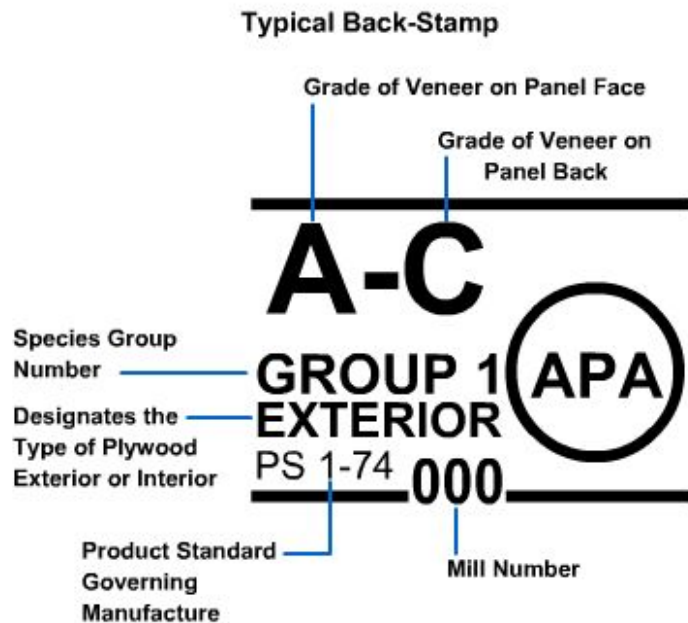 Typical Back-Stamp
Grade of Veneer on Panel Face
Grade of Veneer on
Panel Back
A-C
Species Group
Number
GROUP 1
APA
Designates the
Type of Plywood
Exterior or Interior
EXTERIOR
PS 1-74
000
Product Standard
Governing
Manufacture
Mill Number